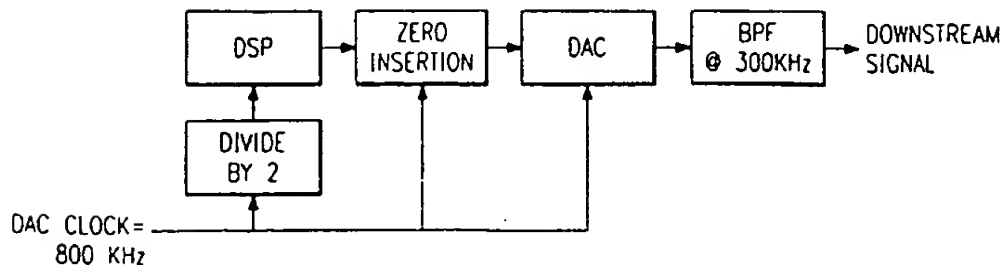 DSP
ZERO
INSERTION
DAC
BPF
@ 300KHz
DOWNSTREAM
SIGNAL
DIVIDE
BY 2
DAC CLOCK=
800 KHz